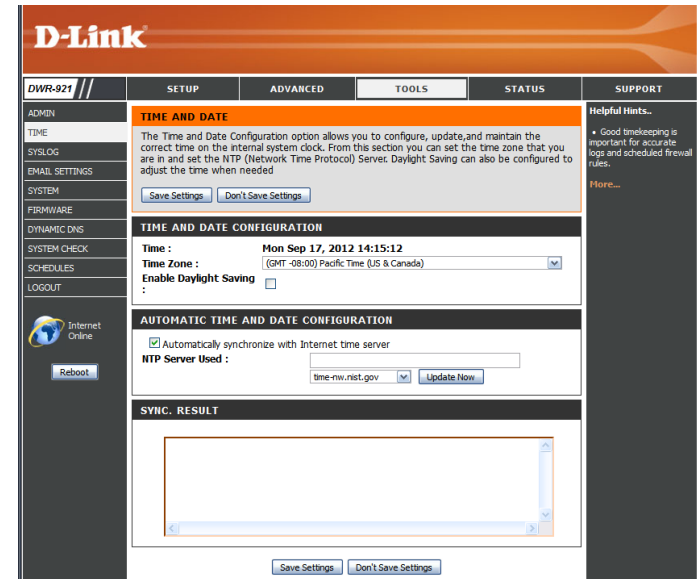 D-Link
DWR-921 // SETUP ADVANCED TOOLS STATUS SUPPORT
ADMIN
TIME
SYSLOG
EMAIL SETTINGS
SYSTEM
FIRMWARE
DYNAMIC DNS
SYSTEM CHECK
SCHEDULES
LOGOUT
Internet
Online
Reboot
TIME AND DATE
The Time and Date Configuration option allows you to configure, update,and maintain the
correct time on the internal system clock. From this section you can set the time zone that you
are in and set the NTP (Network Time Protocol) Server. Daylight Saving can also be configured to
adjust the time when needed
Save Settings Don't Save Settings
TIME AND DATE CONFIGURATION
Time : Mon Sep 17, 2012 14:15:12
Time Zone : (GMT -08:00) Pacific Time (US & Canada)
Enable Daylight Saving
:
AUTOMATIC TIME AND DATE CONFIGURATION
Automatically synchronize with Internet time server
NTP Server Used :
time-nw.nist.gov Update Now
SYNC. RESULT
Save Settings Don't Save Settings
Helpful Hints..
• Good timekeeping is
important for accurate
logs and scheduled firewall
rules.
More...